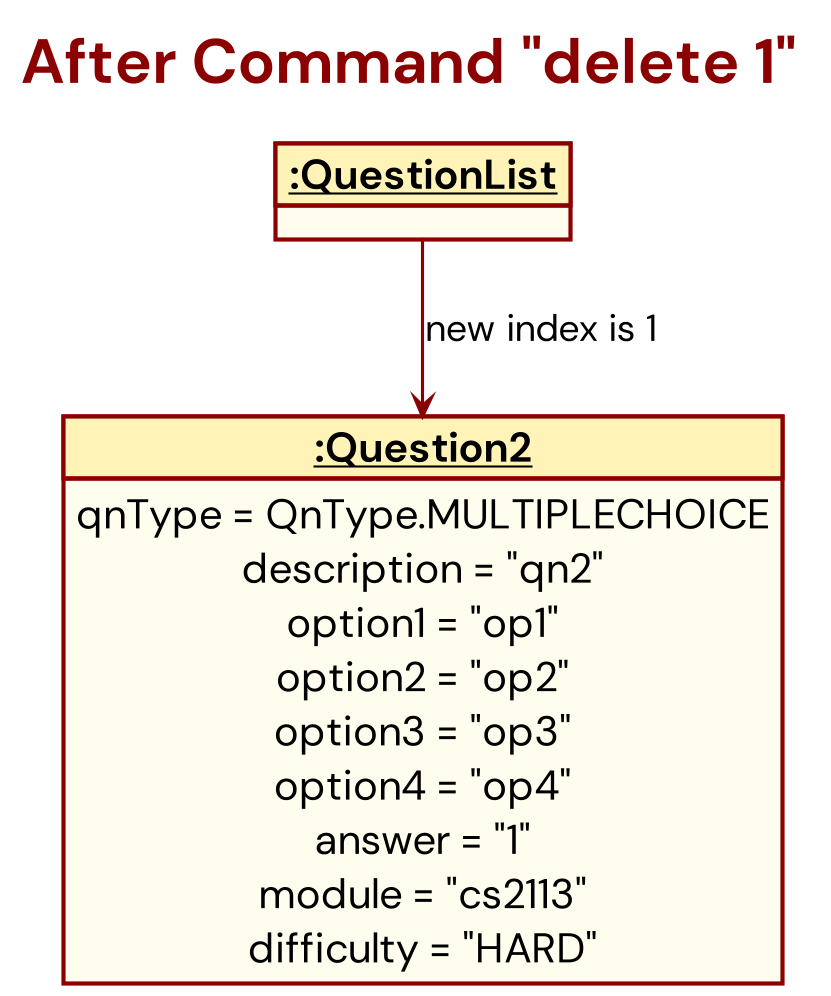 After Command "delete 1"
:QuestionList
new index is 1
:Question2
qnType = QnType.MULTIPLECHOICE
description = "qn2"
option1 = "op1"
option2 = "op2"
option3 = "op3"
option4 = "op4"
answer = "1"
module = "cs2113"
difficulty = "HARD"